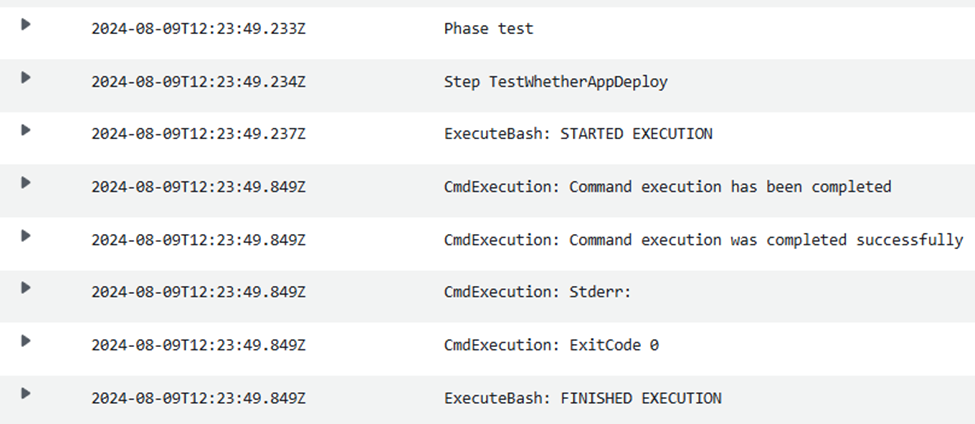 2024-08-09T12:23:49.233Z Phase test
2024-08-09T12:23:49.234Z Step TestWhetherAppDeploy
2024-08-09T12:23:49.237Z ExecuteBash: STARTED EXECUTION
2024-08-09T12:23:49.849Z CmdExecution: Command execution has been completed
2024-08-09T12:23:49.849Z CmdExecution: Command execution was completed successfully
2024-08-09T12:23:49.849Z CmdExecution: Stderr:
2024-08-09T12:23:49.849Z CmdExecution: ExitCode 0
2024-08-09T12:23:49.849Z ExecuteBash: FINISHED EXECUTION